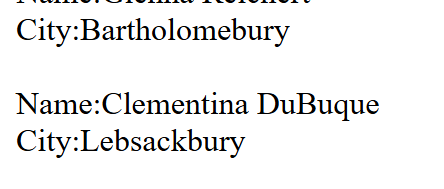 City:Bartholomebury
Name:Clementina DuBuque
City:Lebsackbury